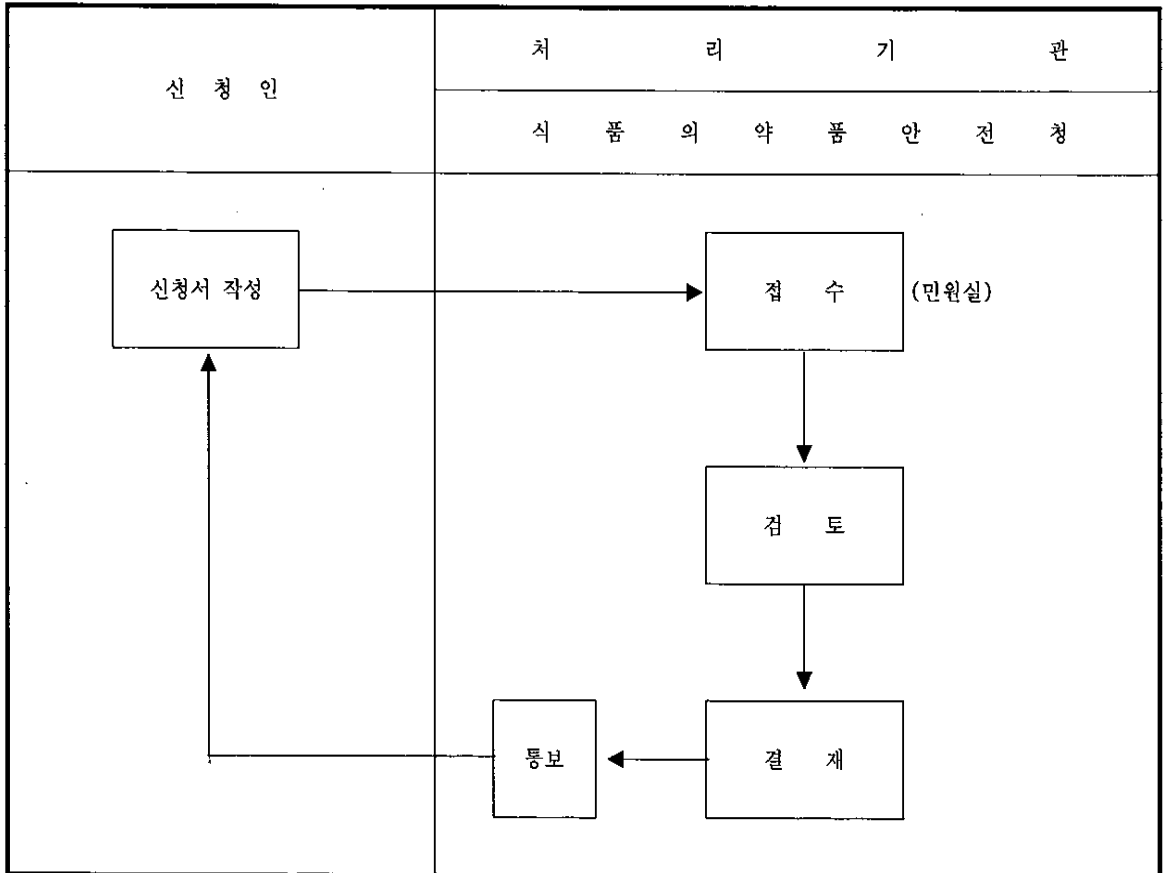 처 리 기 관
신 청 인
식 품 의 약 품 안 전 청
신청서 작성
접 수 (민원실)
검 토
통보
결 재